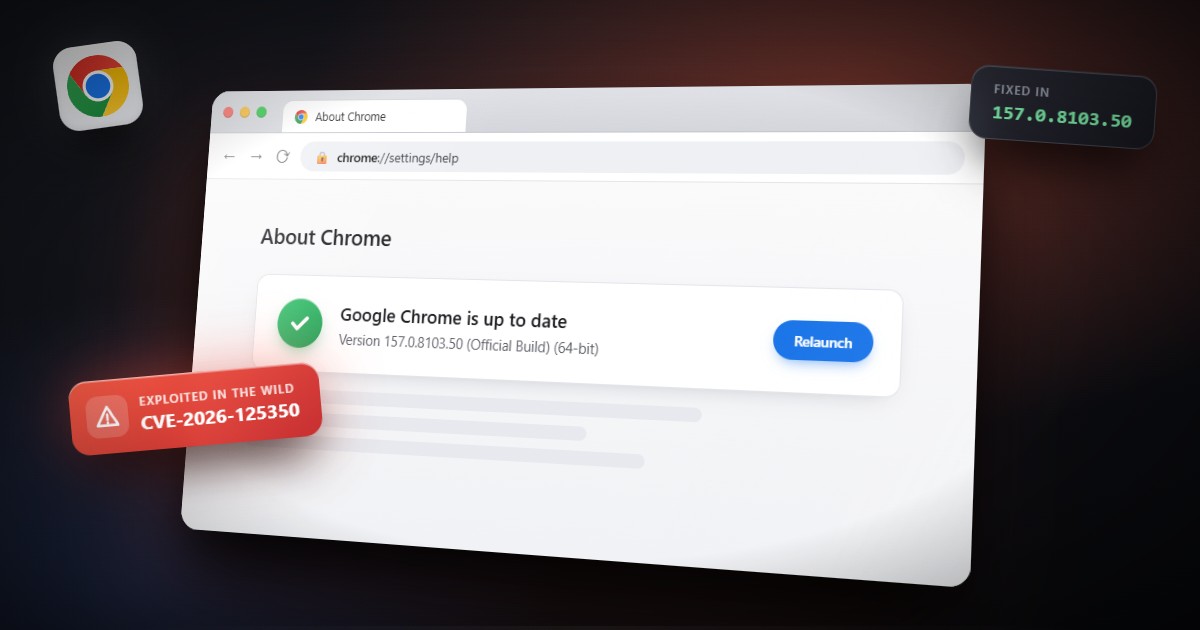 FIXED IN
157.0.8103.50
About Chrome
chrome://settings/help
About Chrome
Google Chrome is up to date
Version 157.0.8103.50 (Official Build) (64-bit)
Relaunch
EXPLOITED IN THE WILD
CVE-2026-125350